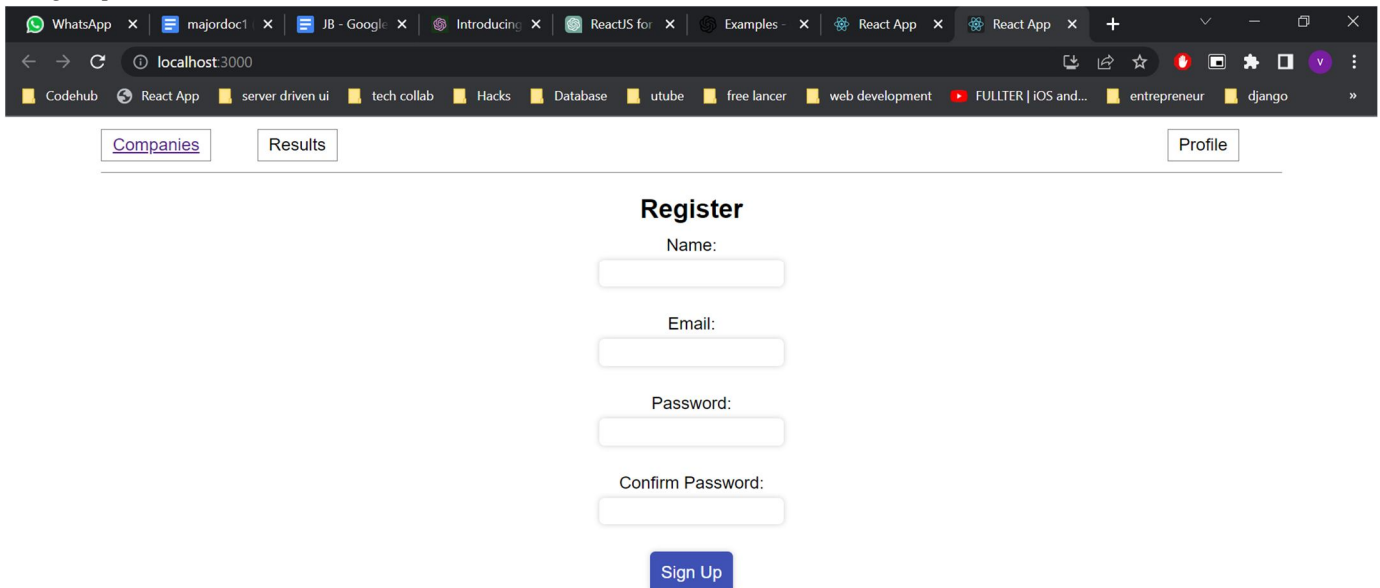 WhatsApp majordoc1 JB - Google Introducing ReactJS for Examples - React App React App
localhost:3000
Codehub React App server driven ui tech collab Hacks Database utube free lancer web development FULLTER | iOS and... entrepreneur django »
V
Companies Results Profile
Register
Name:
Email:
Password:
Confirm Password:
Sign Up